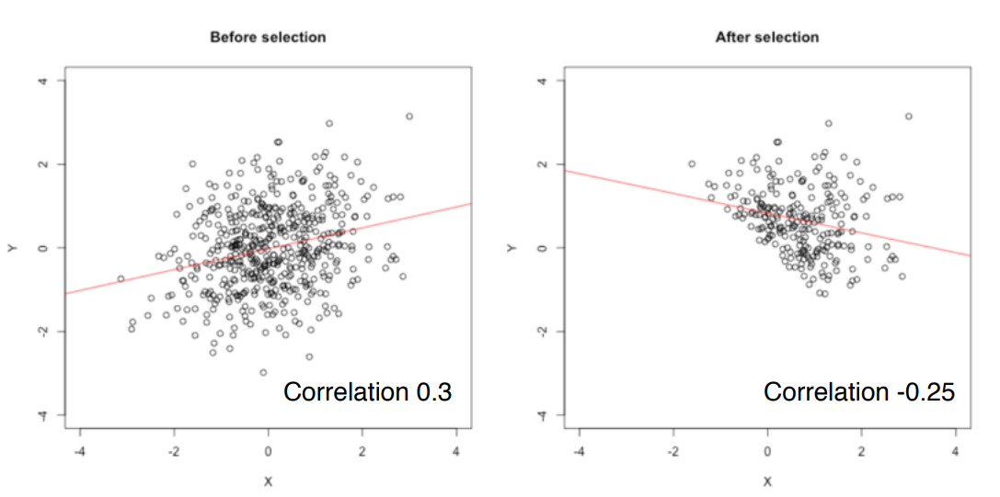 Before selection
4
2
0
-2
-4
Y
Correlation 0.3
-4 -2 0 2 4
X
After selection
4
2
0
-2
-4
Y
Correlation -0.25
-4 -2 0 2 4
X